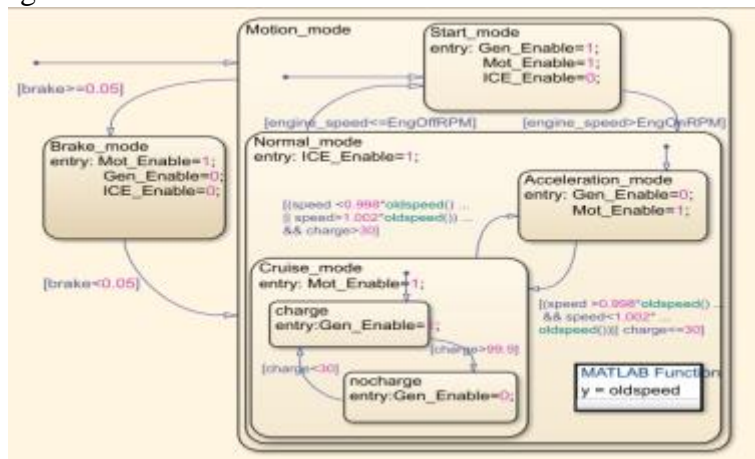 Motion_mode
Start_mode
entry: Gen_Enable=1;
Mot_Enable=1;
ICE_Enable=0;
[brake>=0.05]
[engine_speed<=EngOffRPM]
[engine_speed>EngOnRPM]
Brake_mode
entry: Mot_Enable=1;
Gen_Enable=0;
ICE_Enable=0;
Normal_mode
entry: ICE_Enable=1;
Acceleration_mode
entry: Gen_Enable=0;
Mot_Enable=1;
[(speed <0.998*oldspeed() ...
|| speed>1.002*oldspeed()) ...
&& charge>30]
[brake<0.05]
Cruise_mode
entry: Mot_Enable=1;
charge
entry:Gen_Enable=
[charge>99.9]
[charge<30]
nocharge
entry:Gen_Enable=0;
[(speed >0.998*oldspeed() ...
&& speed<1.002* ...
oldspeed())|| charge<=30]
MATLAB Function
y = oldspeed